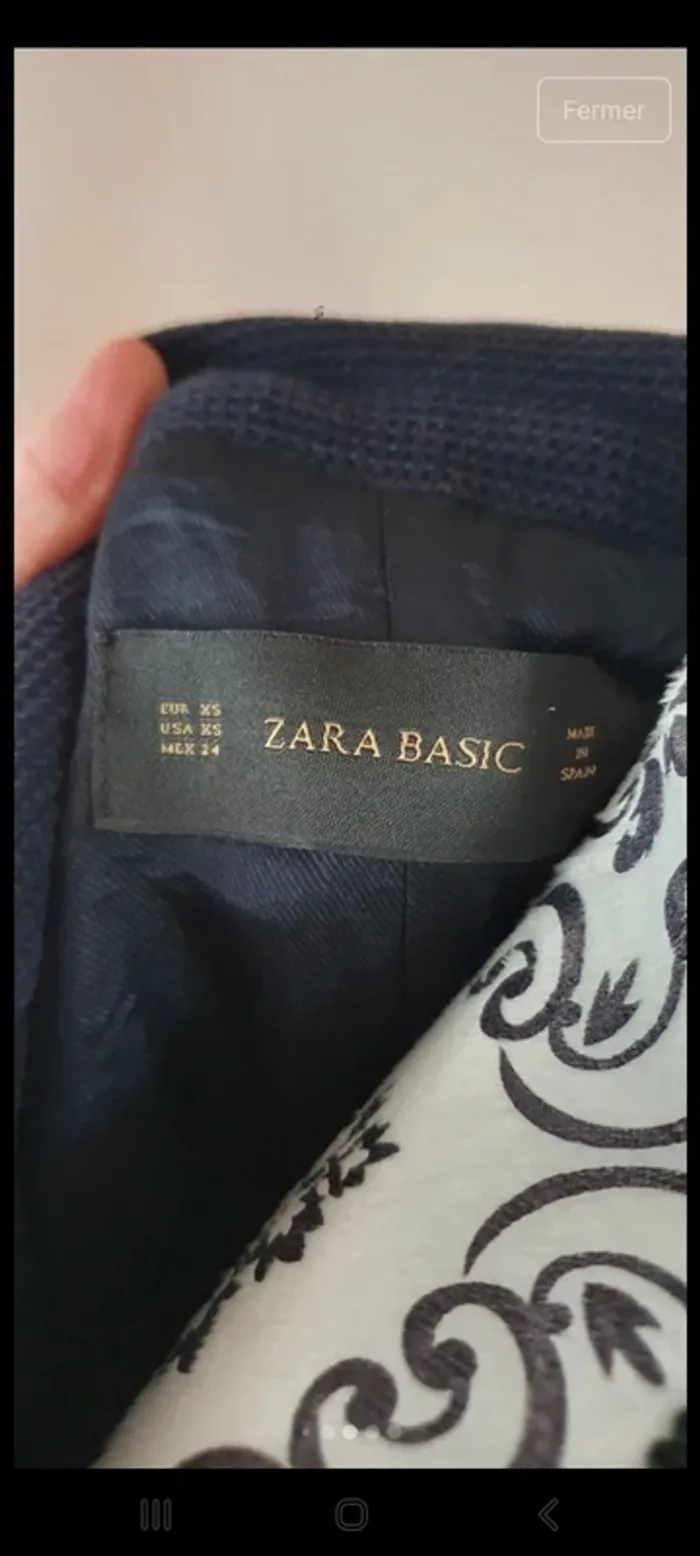 Fermer
EUR XS
USA XS
MEX 24
ZARA BASIC
MADE
IN
SPAIN